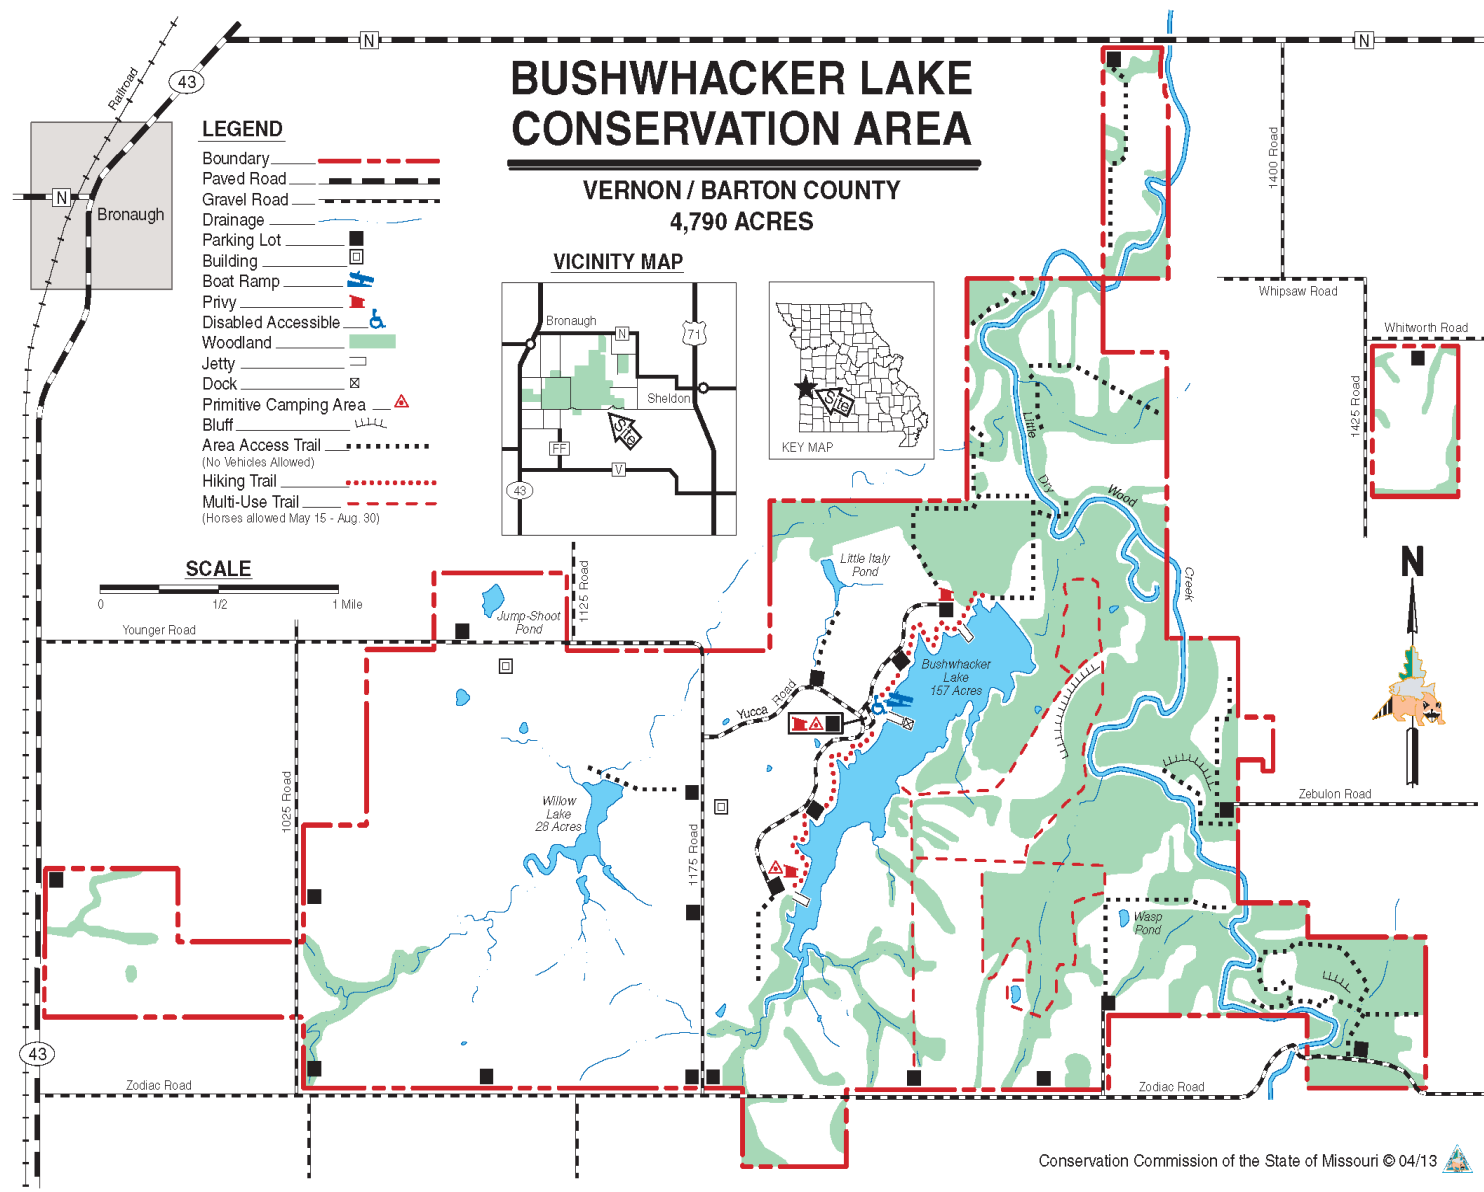 BUSHWHACKER LAKE
CONSERVATION AREA
VERNON / BARTON COUNTY
4,790 ACRES
N
N
43
Railroad
N
Bronaugh
LEGEND
Boundary
Paved Road
Gravel Road
Drainage
Parking Lot
Building
Boat Ramp
Privy
Disabled Accessible
Woodland
Jetty
Dock
Primitive Camping Area
Bluff
Area Access Trail
(No Vehicles Allowed)
Hiking Trail
Multi-Use Trail
(Horses allowed May 15 - Aug. 30)
VICINITY MAP
Bronaugh
N
71
Sheldon
Site
FF
V
43
Site
KEY MAP
SCALE
0
1/2
1 Mile
1400 Road
Whipsaw Road
Whitworth Road
1425 Road
Little
Dry
Wood
Creek
N
1125 Road
Younger Road
Jump-Shoot
Pond
Little Italy
Pond
Bushwhacker
Lake
157 Acres
Yucca Road
1025 Road
Willow
Lake
28 Acres
1175 Road
Zebulon Road
Wasp
Pond
43
Zodiac Road
Zodiac Road
Conservation Commission of the State of Missouri © 04/13